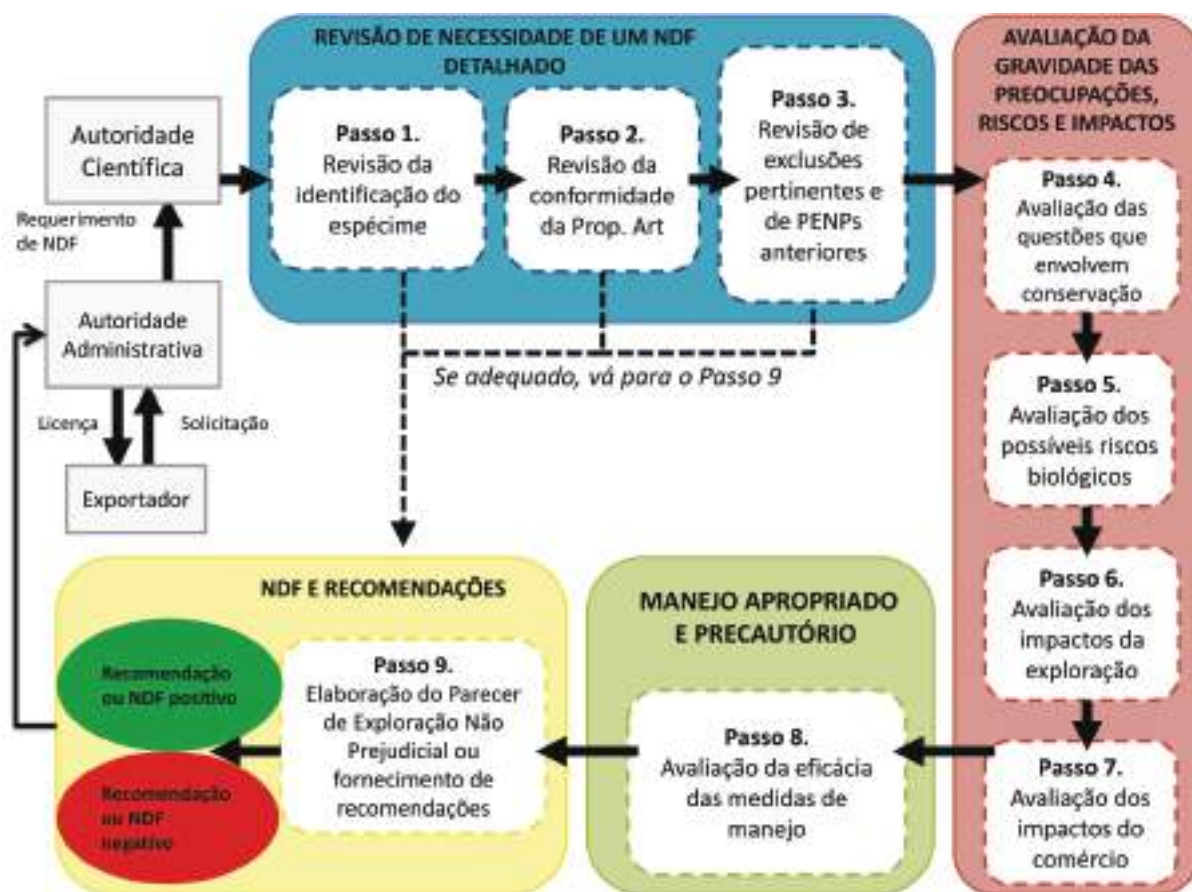 REVISÃO DE NECESSIDADE DE UM NDF
DETALHADO
Passo 1.
Revisão da
identificação do
espécime
Passo 2.
Revisão da
conformidade
da Prop. Art
Passo 3.
Revisão de
exclusões
pertinentes e
de PENPs
anteriores
AVALIAÇÃO DA
GRAVIDADE DAS
PREOCUPAÇÕES,
RISCOS E IMPACTOS
Passo 4.
Avaliação das
questões que
envolvem
conservação
Passo 5.
Avaliação dos
possíveis riscos
biológicos
Passo 6.
Avaliação dos
impactos da
exploração
Passo 7.
Avaliação dos
impactos do
comércio
Autoridade
Científica
Requerimento
de NDF
Autoridade
Administrativa
Licença
Solicitação
Exportador
Se adequado, vá para o Passo 9
MANEJO APROPRIADO
E PRECAUTÓRIO
Passo 8.
Avaliação da eficácia
das medidas de
manejo
NDF E RECOMENDAÇÕES
Passo 9.
Elaboração do Parecer
de Exploração Não
Prejudicial ou
fornecimento de
recomendações
Recomendação
ou NDF positivo
Recomendação
ou NDF
negativo